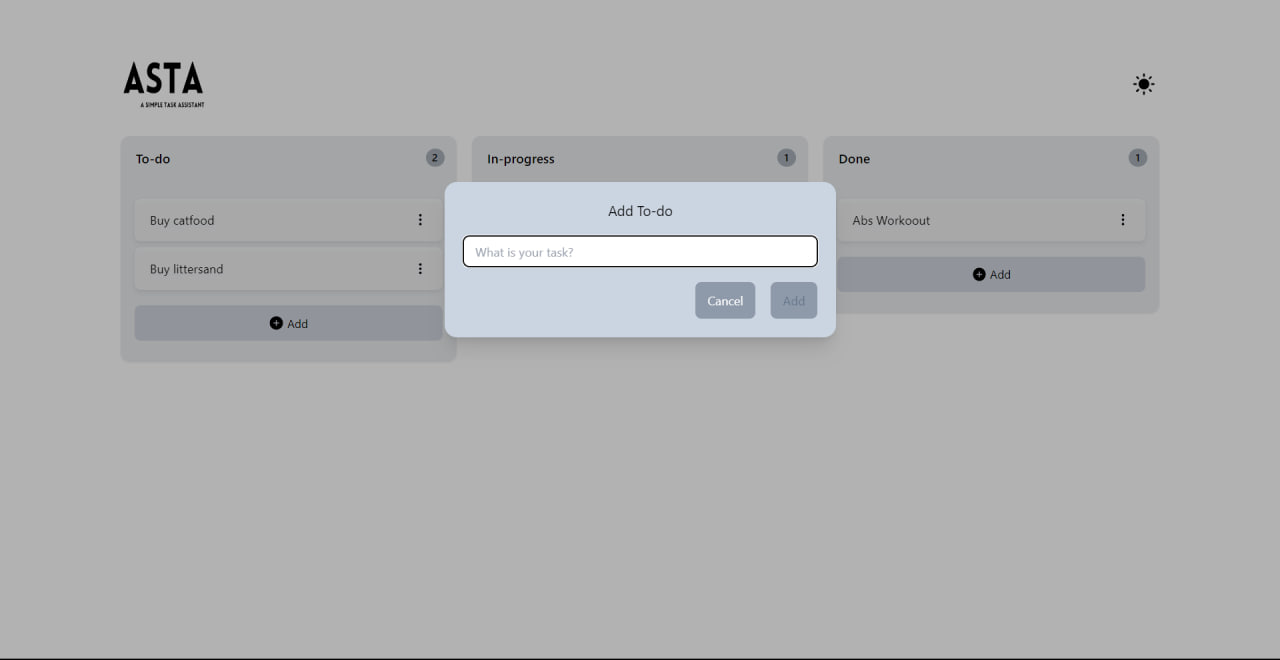 ASTA
A SIMPLE TASK ASSISTANT
To-do
2
Buy catfood
Buy littersand
Add
In-progress
1
Add To-do
What is your task?
Cancel
Add
Done
1
Abs Workoout
Add